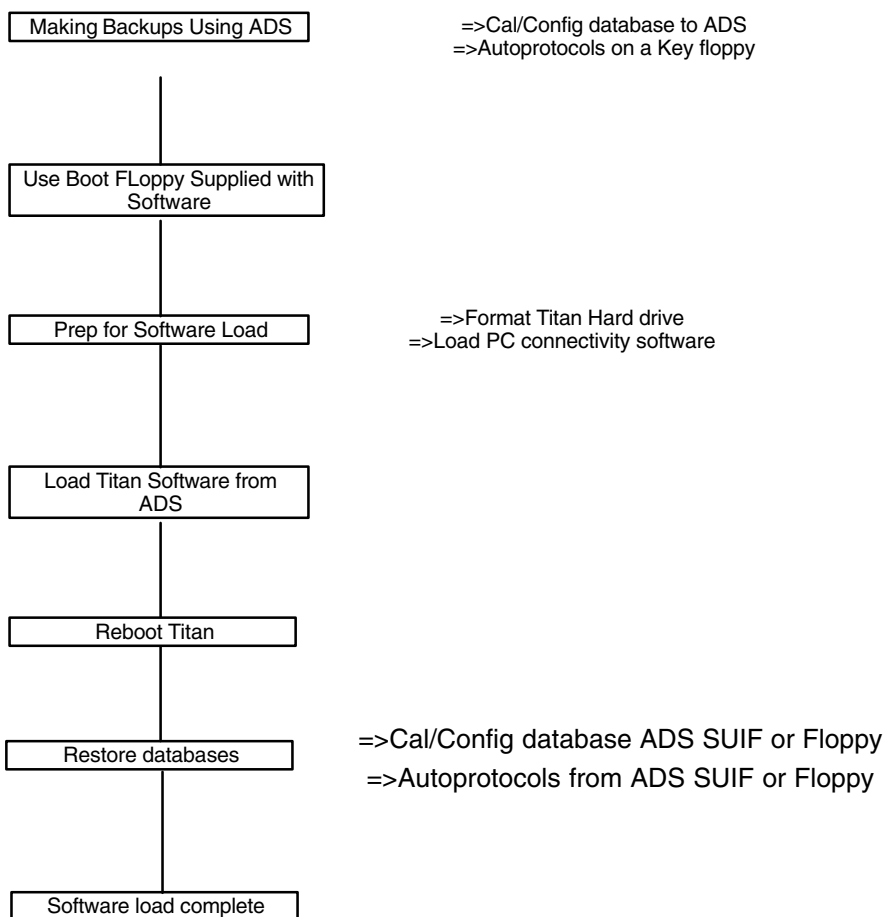 Making Backups Using ADS
=>Cal/Config database to ADS
=>Autoprotocols on a Key floppy
Use Boot FLoppy Supplied with
Software
Prep for Software Load
=>Format Titan Hard drive
=>Load PC connectivity software
Load Titan Software from
ADS
Reboot Titan
Restore databases
=>Cal/Config database ADS SUIF or Floppy
=>Autoprotocols from ADS SUIF or Floppy
Software load complete